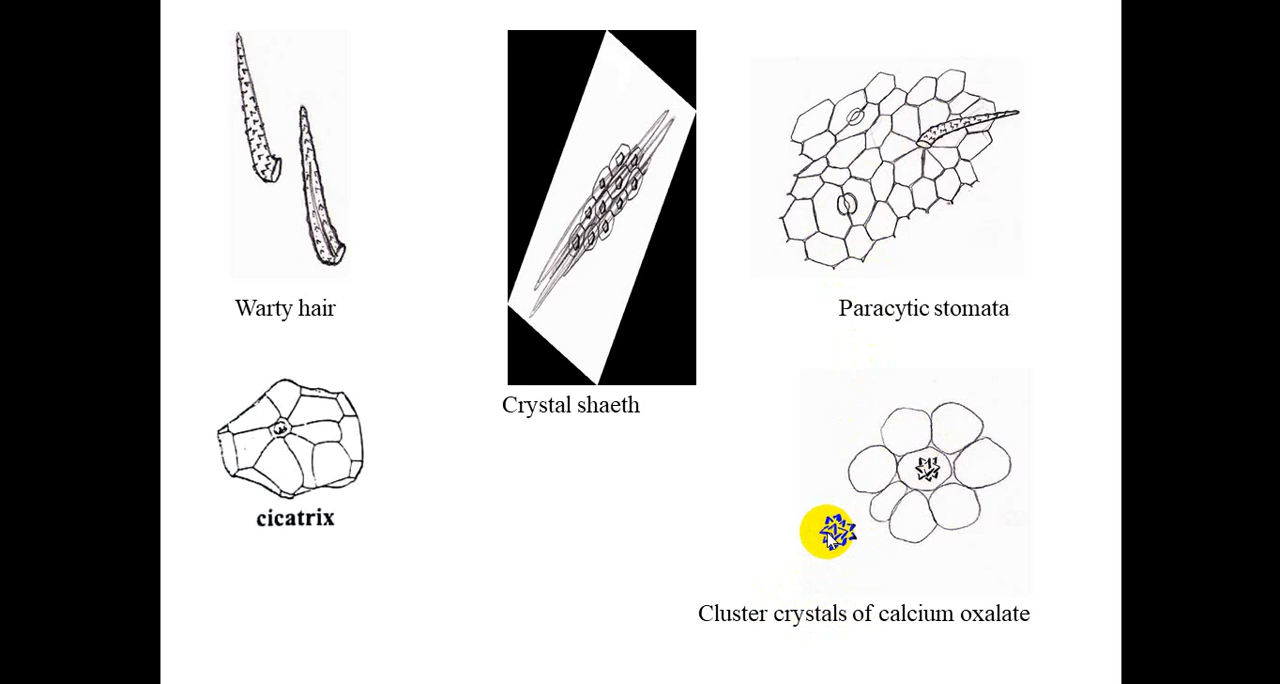 Warty hair
Paracytic stomata
Crystal shaeth
cicatrix
Cluster crystals of calcium oxalate